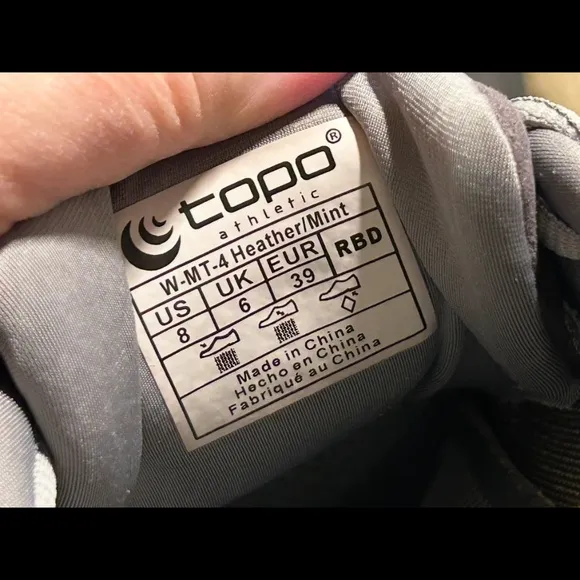 topo®
athletic
W-MT-4 Heather/Mint
US UK EUR RBD
8 6 39
Made in China
Hecho en China
Fabriqué au China